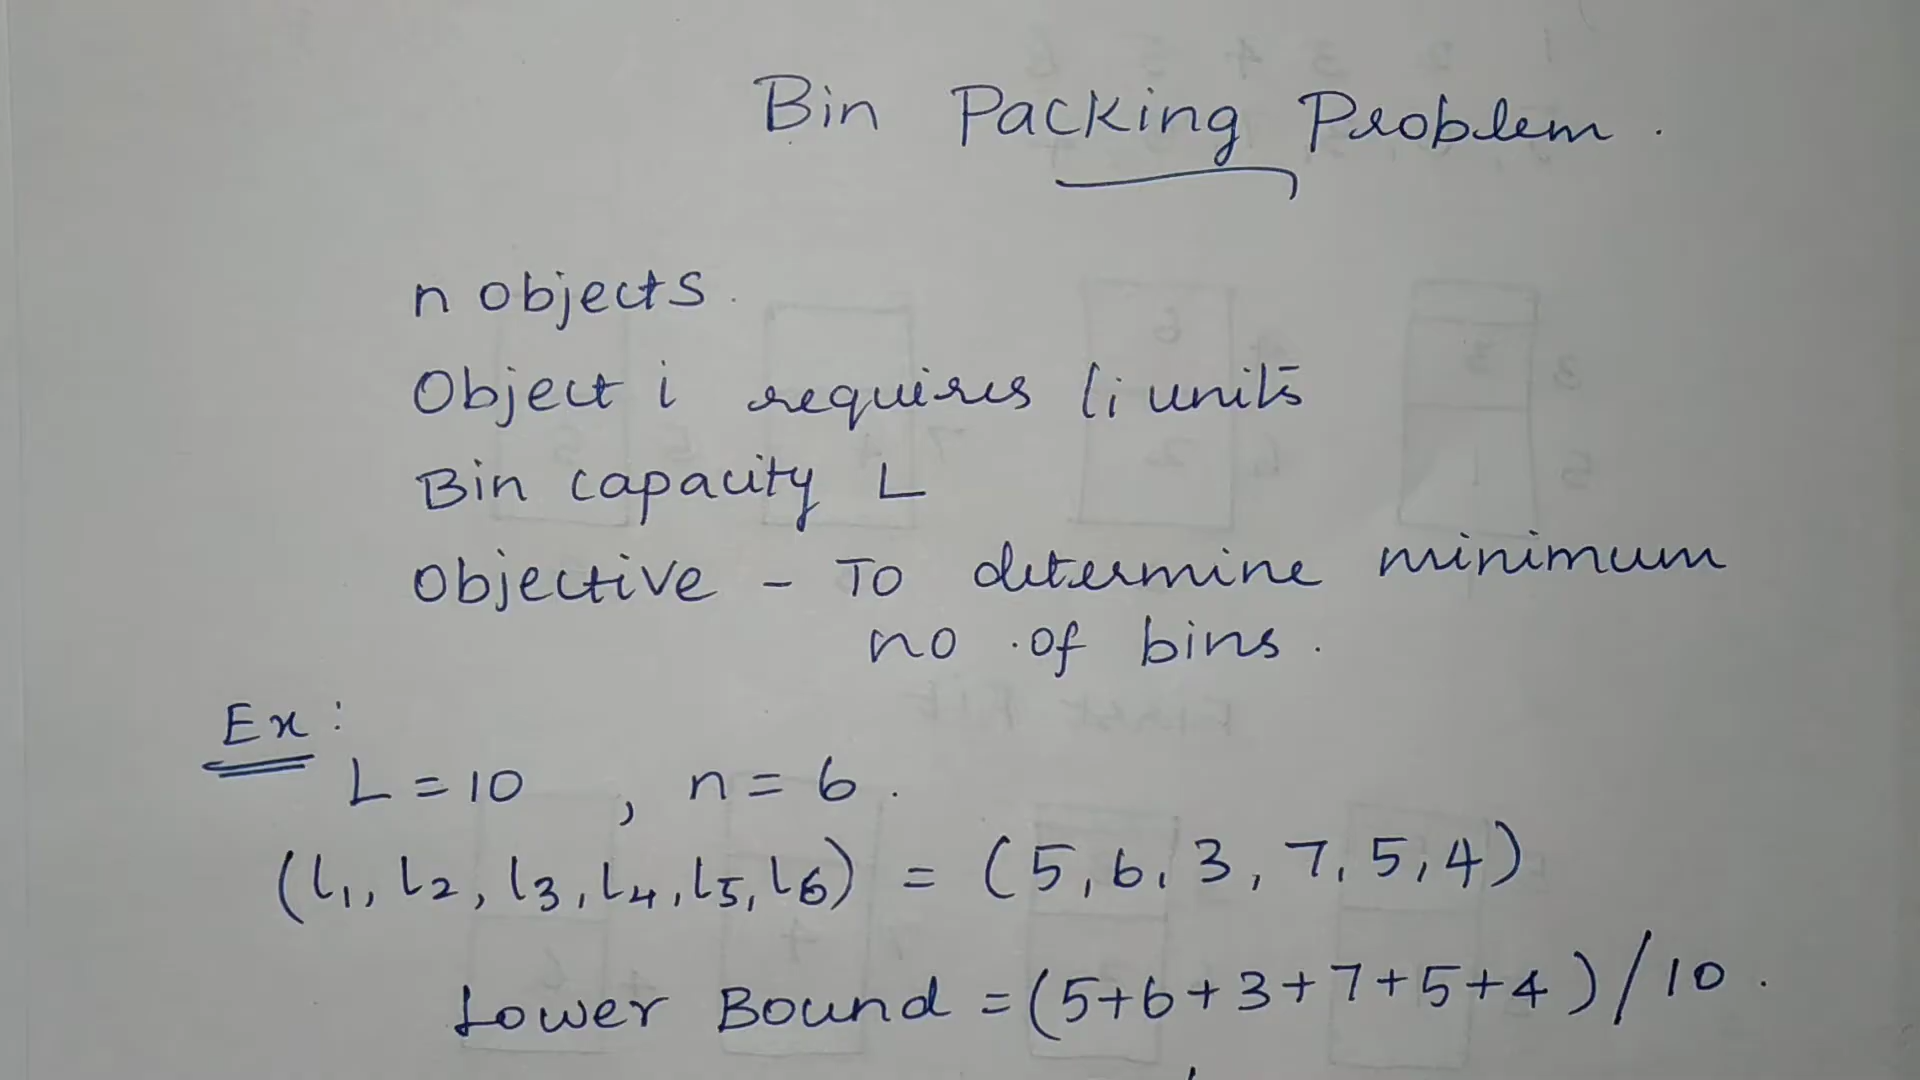 Bin Packing Problem.
n objects.
Object i requires li units
Bin capacity L
Objective - To determine minimum
no. of bins.
Ex:
L = 10, n = 6.
(l1, l2, l3, l4, l5, l6) = (5, 6, 3, 7, 5, 4)
Lower Bound = (5+6+3+7+5+4)/10.